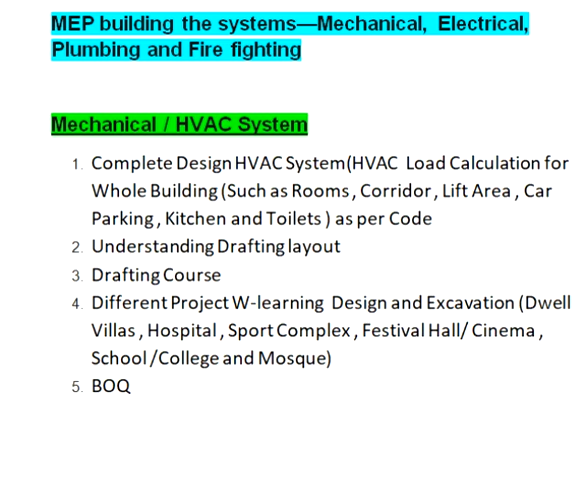 MEP building the systems—Mechanical, Electrical,
Plumbing and Fire fighting
Mechanical / HVAC System
1. Complete Design HVAC System(HVAC Load Calculation for
Whole Building (Such as Rooms, Corridor, Lift Area, Car
Parking, Kitchen and Toilets) as per Code
2. Understanding Drafting layout
3. Drafting Course
4. Different Project W-learning Design and Excavation (Dwell
Villas, Hospital, Sport Complex, Festival Hall/ Cinema,
School/College and Mosque)
5. BOQ